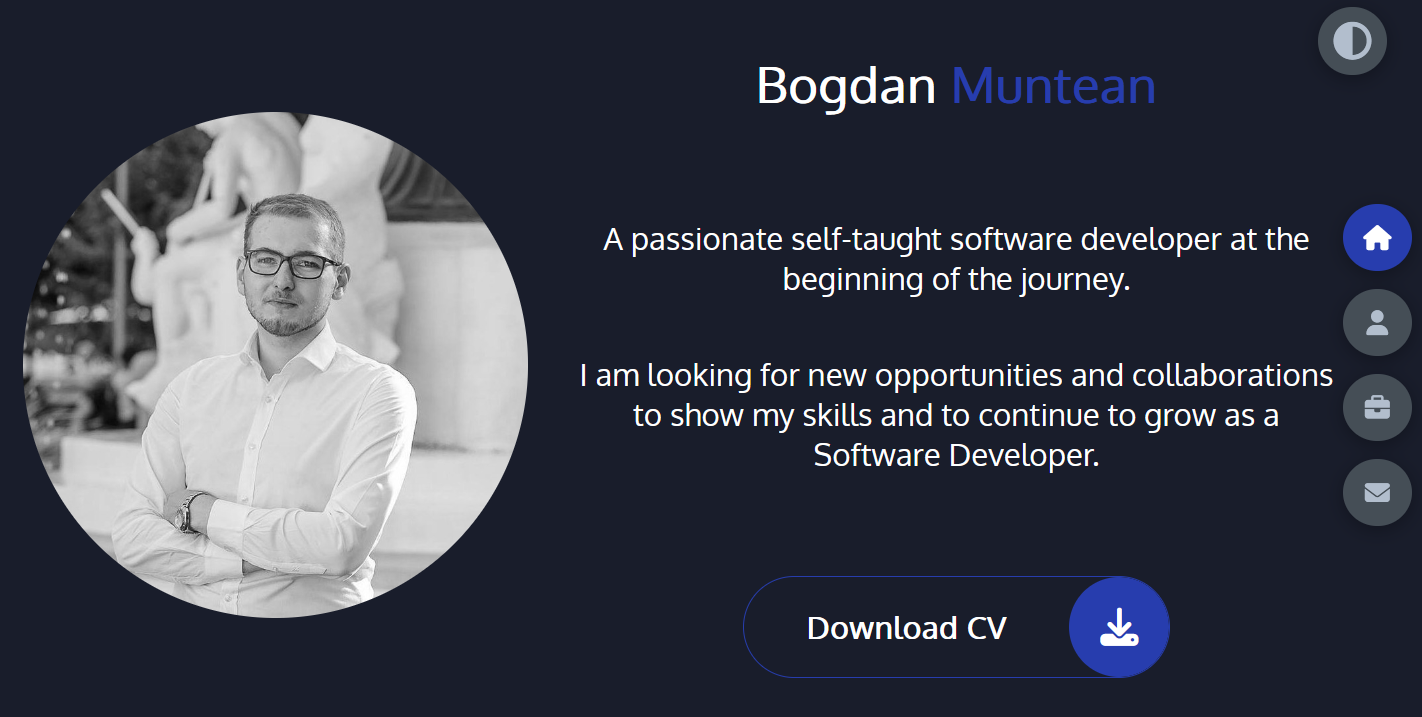 Bogdan Muntean
A passionate self-taught software developer at the
beginning of the journey.
I am looking for new opportunities and collaborations
to show my skills and to continue to grow as a
Software Developer.
Download CV